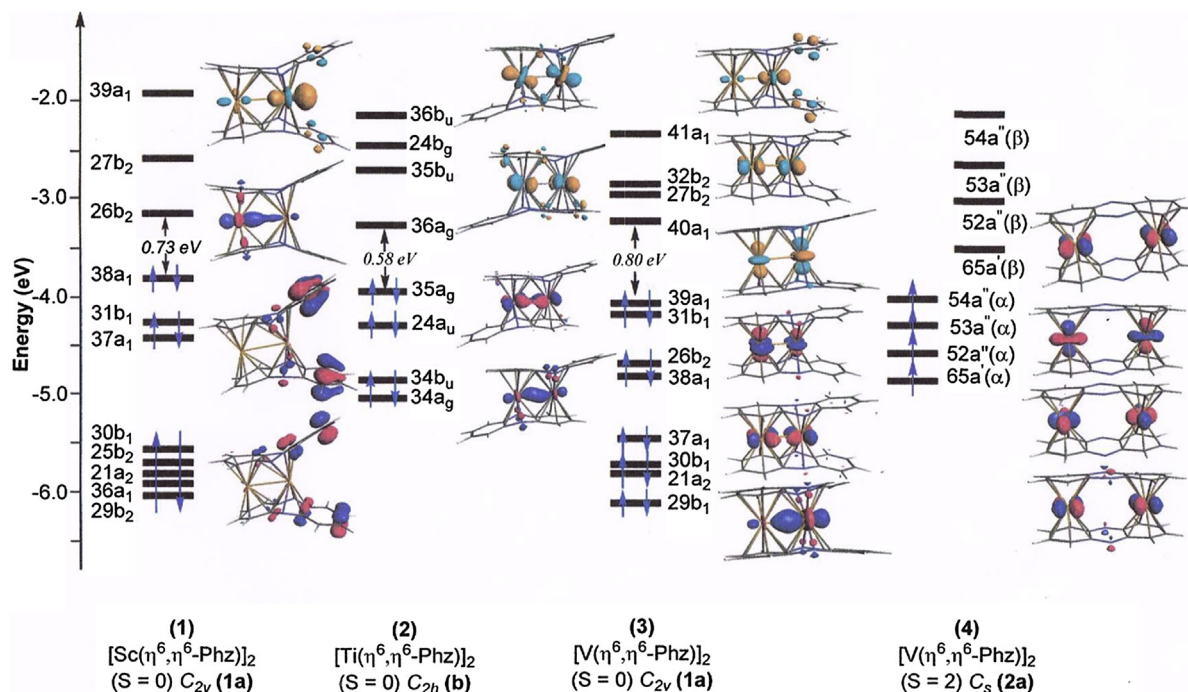 Energy (eV)
-2.0
-3.0
-4.0
-5.0
-6.0
39a1
27b2
26b2
0.73 eV
38a1
31b1
37a1
30b1
25b2
21a2
36a1
29b2
36bu
24bg
35bu
36ag
0.58 eV
35ag
24au
34bu
34ag
41a1
32b2
27b2
40a1
0.80 eV
39a1
31b1
26b2
38a1
37a1
30b1
21a2
29b1
54a"(β)
53a"(β)
52a"(β)
65a'(β)
54a"(α)
53a"(α)
52a"(α)
65a'(α)
(1)
[Sc(η6,η6-Phz)]2
(S = 0) C2v (1a)
(2)
[Ti(η6,η6-Phz)]2
(S = 0) C2h (b)
(3)
[V(η6,η6-Phz)]2
(S = 0) C2v (1a)
(4)
[V(η6,η6-Phz)]2
(S = 2) Cs (2a)